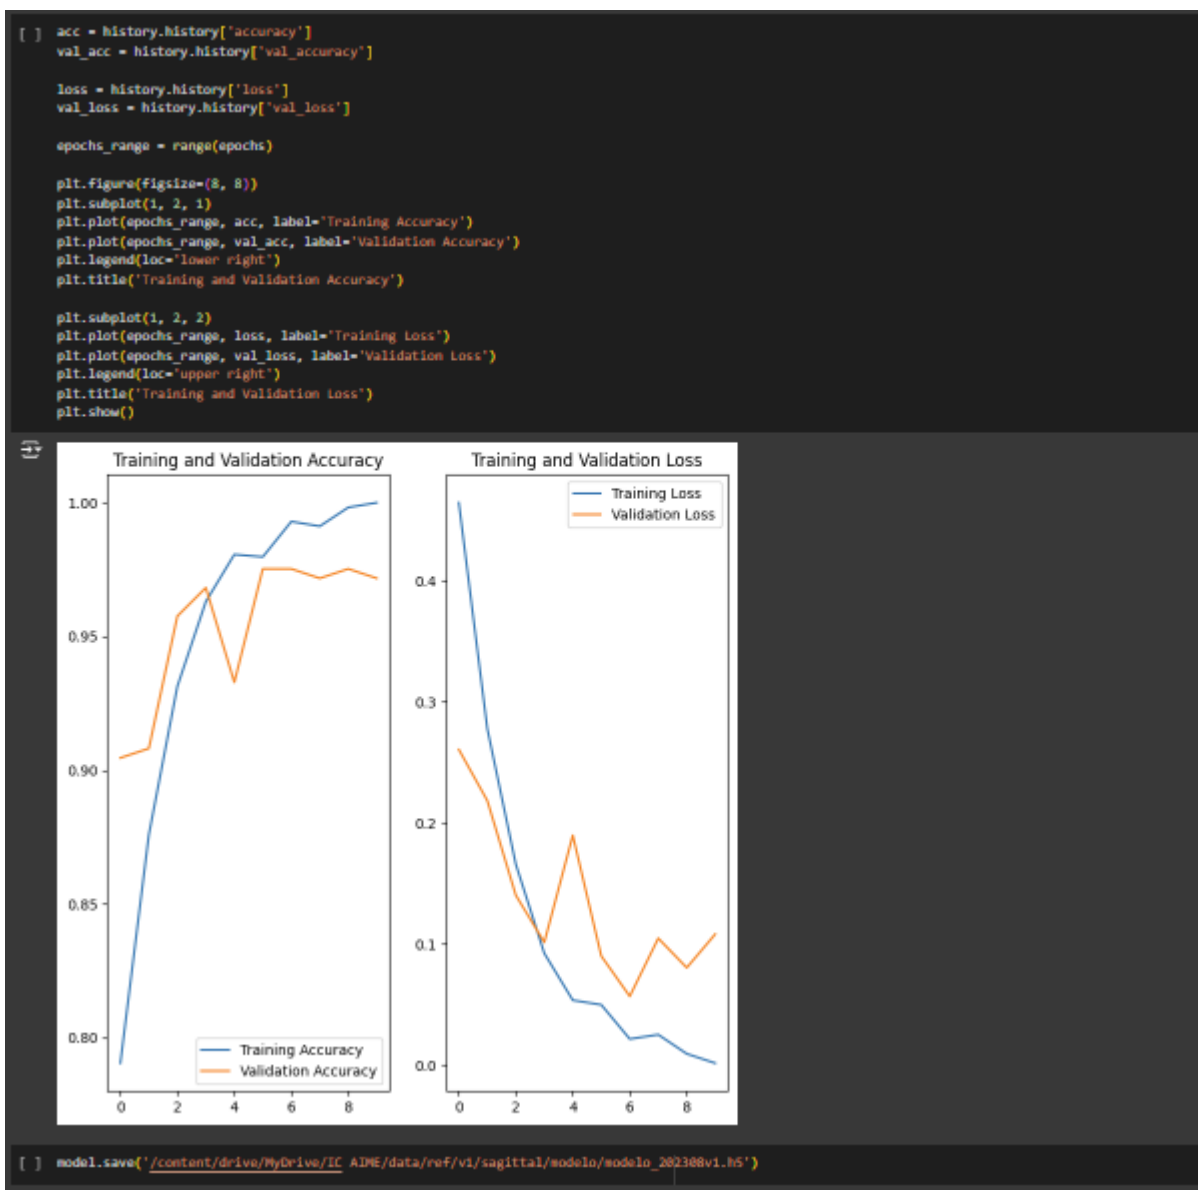 [ ] acc = history.history['accuracy']
val_acc = history.history['val_accuracy']
loss = history.history['loss']
val_loss = history.history['val_loss']
epochs_range = range(epochs)
plt.figure(figsize=(8, 8))
plt.subplot(1, 2, 1)
plt.plot(epochs_range, acc, label='Training Accuracy')
plt.plot(epochs_range, val_acc, label='Validation Accuracy')
plt.legend(loc='lower right')
plt.title('Training and Validation Accuracy')
plt.subplot(1, 2, 2)
plt.plot(epochs_range, loss, label='Training Loss')
plt.plot(epochs_range, val_loss, label='Validation Loss')
plt.legend(loc='upper right')
plt.title('Training and Validation Loss')
plt.show()
Training and Validation Accuracy
1.00
0.95
0.90
0.85
0.80
Training Accuracy
Validation Accuracy
0 2 4 6 8
Training and Validation Loss
Training Loss
Validation Loss
0.4
0.3
0.2
0.1
0.0
0 2 4 6 8
[ ] model.save('/content/drive/MyDrive/IC AIME/data/ref/v1/sagittal/modelo/modelo_202308v1.h5')